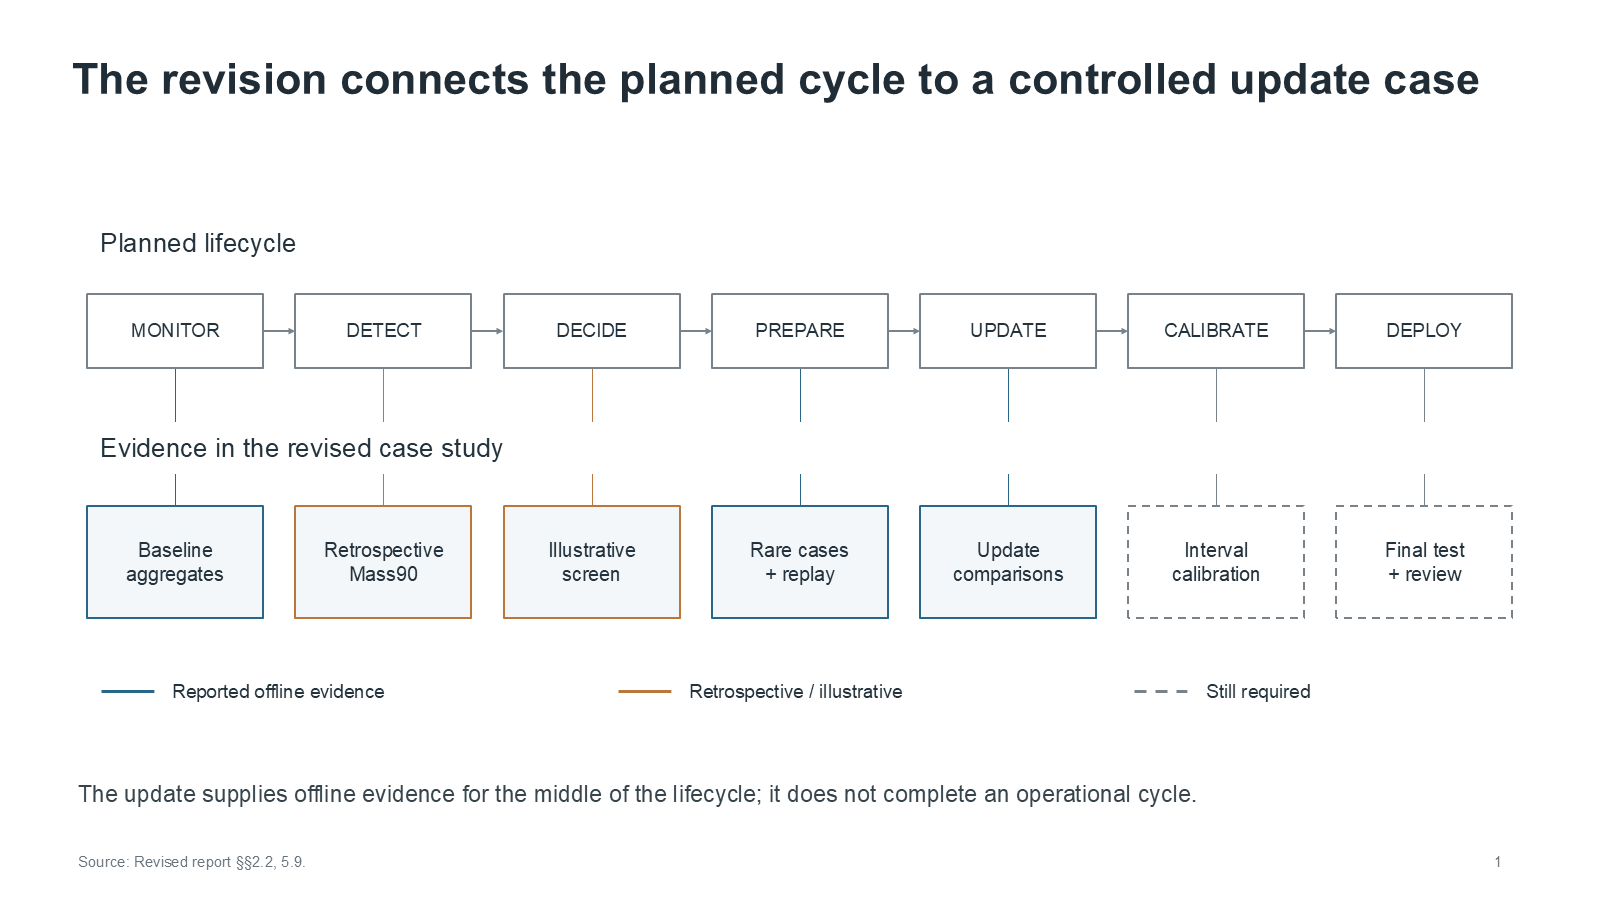 The revision connects the planned cycle to a controlled update case
Planned lifecycle
MONITOR
DETECT
DECIDE
PREPARE
UPDATE
CALIBRATE
DEPLOY
Evidence in the revised case study
Baseline
aggregates
Retrospective
Mass90
Illustrative
screen
Rare cases
+ replay
Update
comparisons
Interval
calibration
Final test
+ review
Reported offline evidence
Retrospective / illustrative
Still required
The update supplies offline evidence for the middle of the lifecycle; it does not complete an operational cycle.
Source: Revised report §§2.2, 5.9.
1